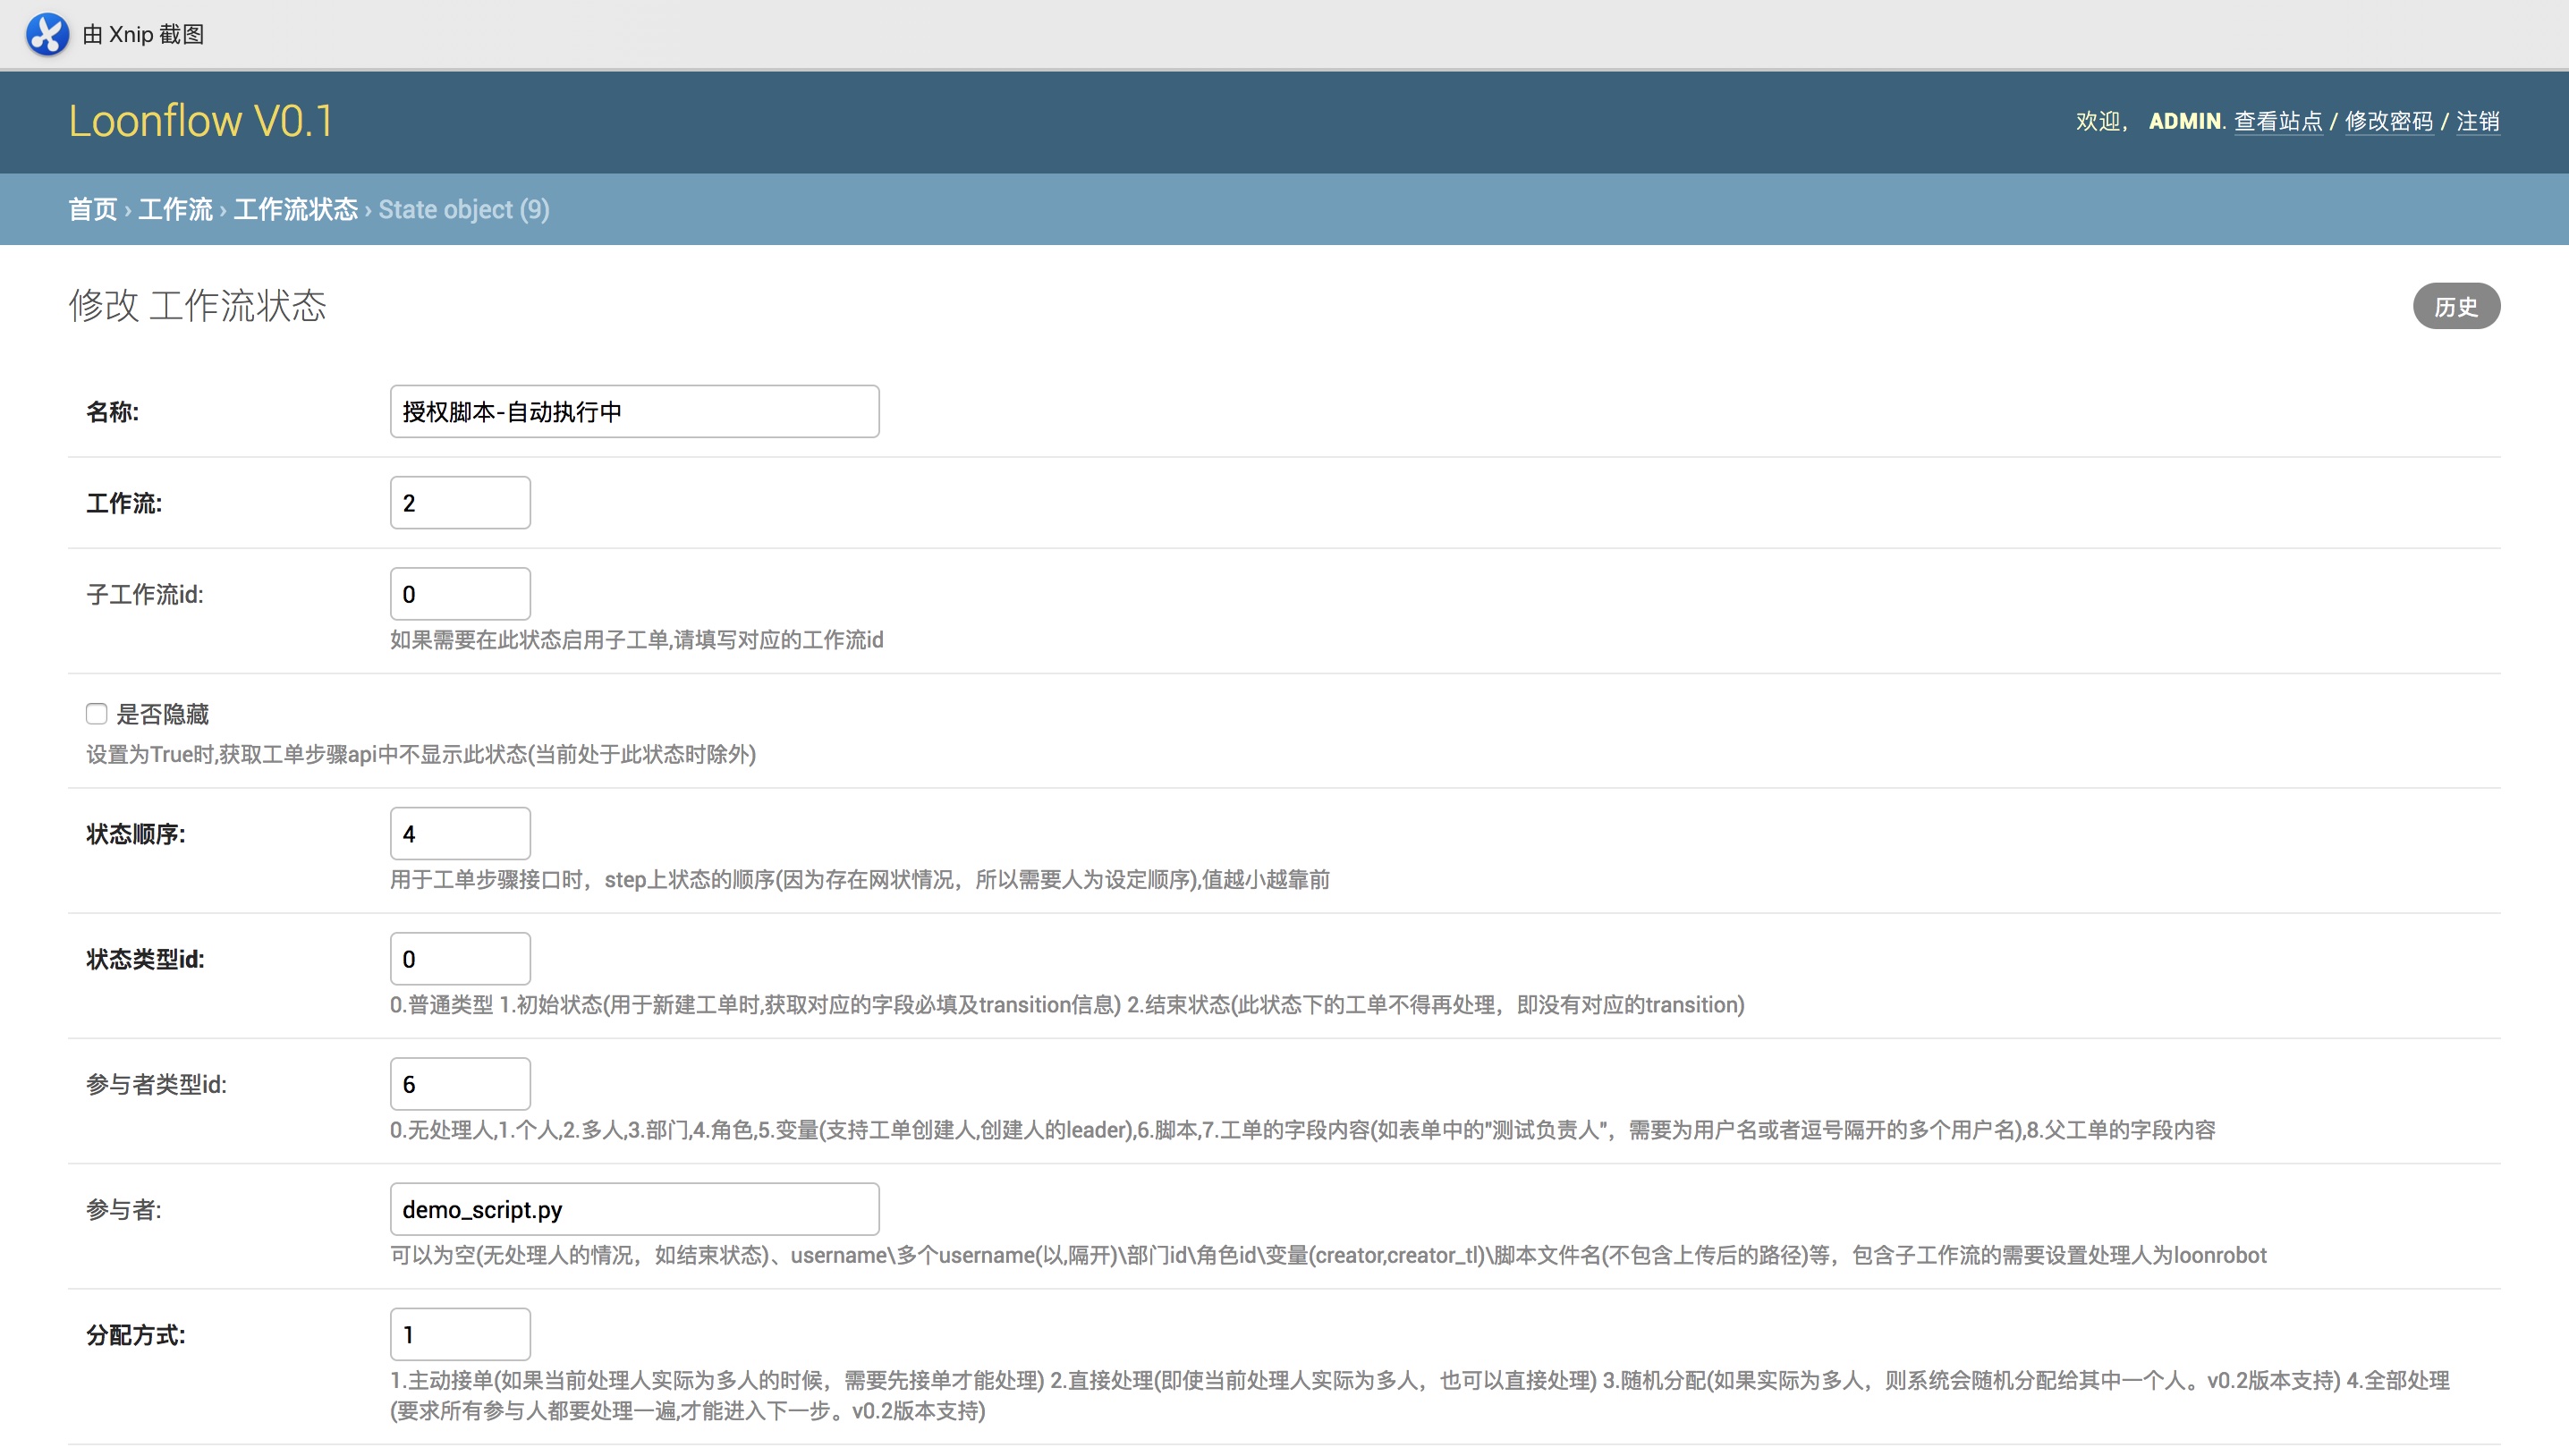 由 Xnip 截图
Loonflow V0.1
欢迎， ADMIN. 查看站点 / 修改密码 / 注销
首页 › 工作流 › 工作流状态 › State object (9)
修改 工作流状态
历史
名称:
授权脚本-自动执行中
工作流:
2
子工作流id:
0
如果需要在此状态启用子工单,请填写对应的工作流id
是否隐藏
设置为True时,获取工单步骤api中不显示此状态(当前处于此状态时除外)
状态顺序:
4
用于工单步骤接口时，step上状态的顺序(因为存在网状情况，所以需要人为设定顺序),值越小越靠前
状态类型id:
0
0.普通类型 1.初始状态(用于新建工单时,获取对应的字段必填及transition信息) 2.结束状态(此状态下的工单不得再处理，即没有对应的transition)
参与者类型id:
6
0.无处理人,1.个人,2.多人,3.部门,4.角色,5.变量(支持工单创建人,创建人的leader),6.脚本,7.工单的字段内容(如表单中的"测试负责人"，需要为用户名或者逗号隔开的多个用户名),8.父工单的字段内容
参与者:
demo_script.py
可以为空(无处理人的情况，如结束状态)、username\多个username(以,隔开)\部门id\角色id\变量(creator,creator_tl)\脚本文件名(不包含上传后的路径)等，包含子工作流的需要设置处理人为loonrobot
分配方式:
1
1.主动接单(如果当前处理人实际为多人的时候，需要先接单才能处理) 2.直接处理(即使当前处理人实际为多人，也可以直接处理) 3.随机分配(如果实际为多人，则系统会随机分配给其中一个人。v0.2版本支持) 4.全部处理
(要求所有参与人都要处理一遍,才能进入下一步。v0.2版本支持)